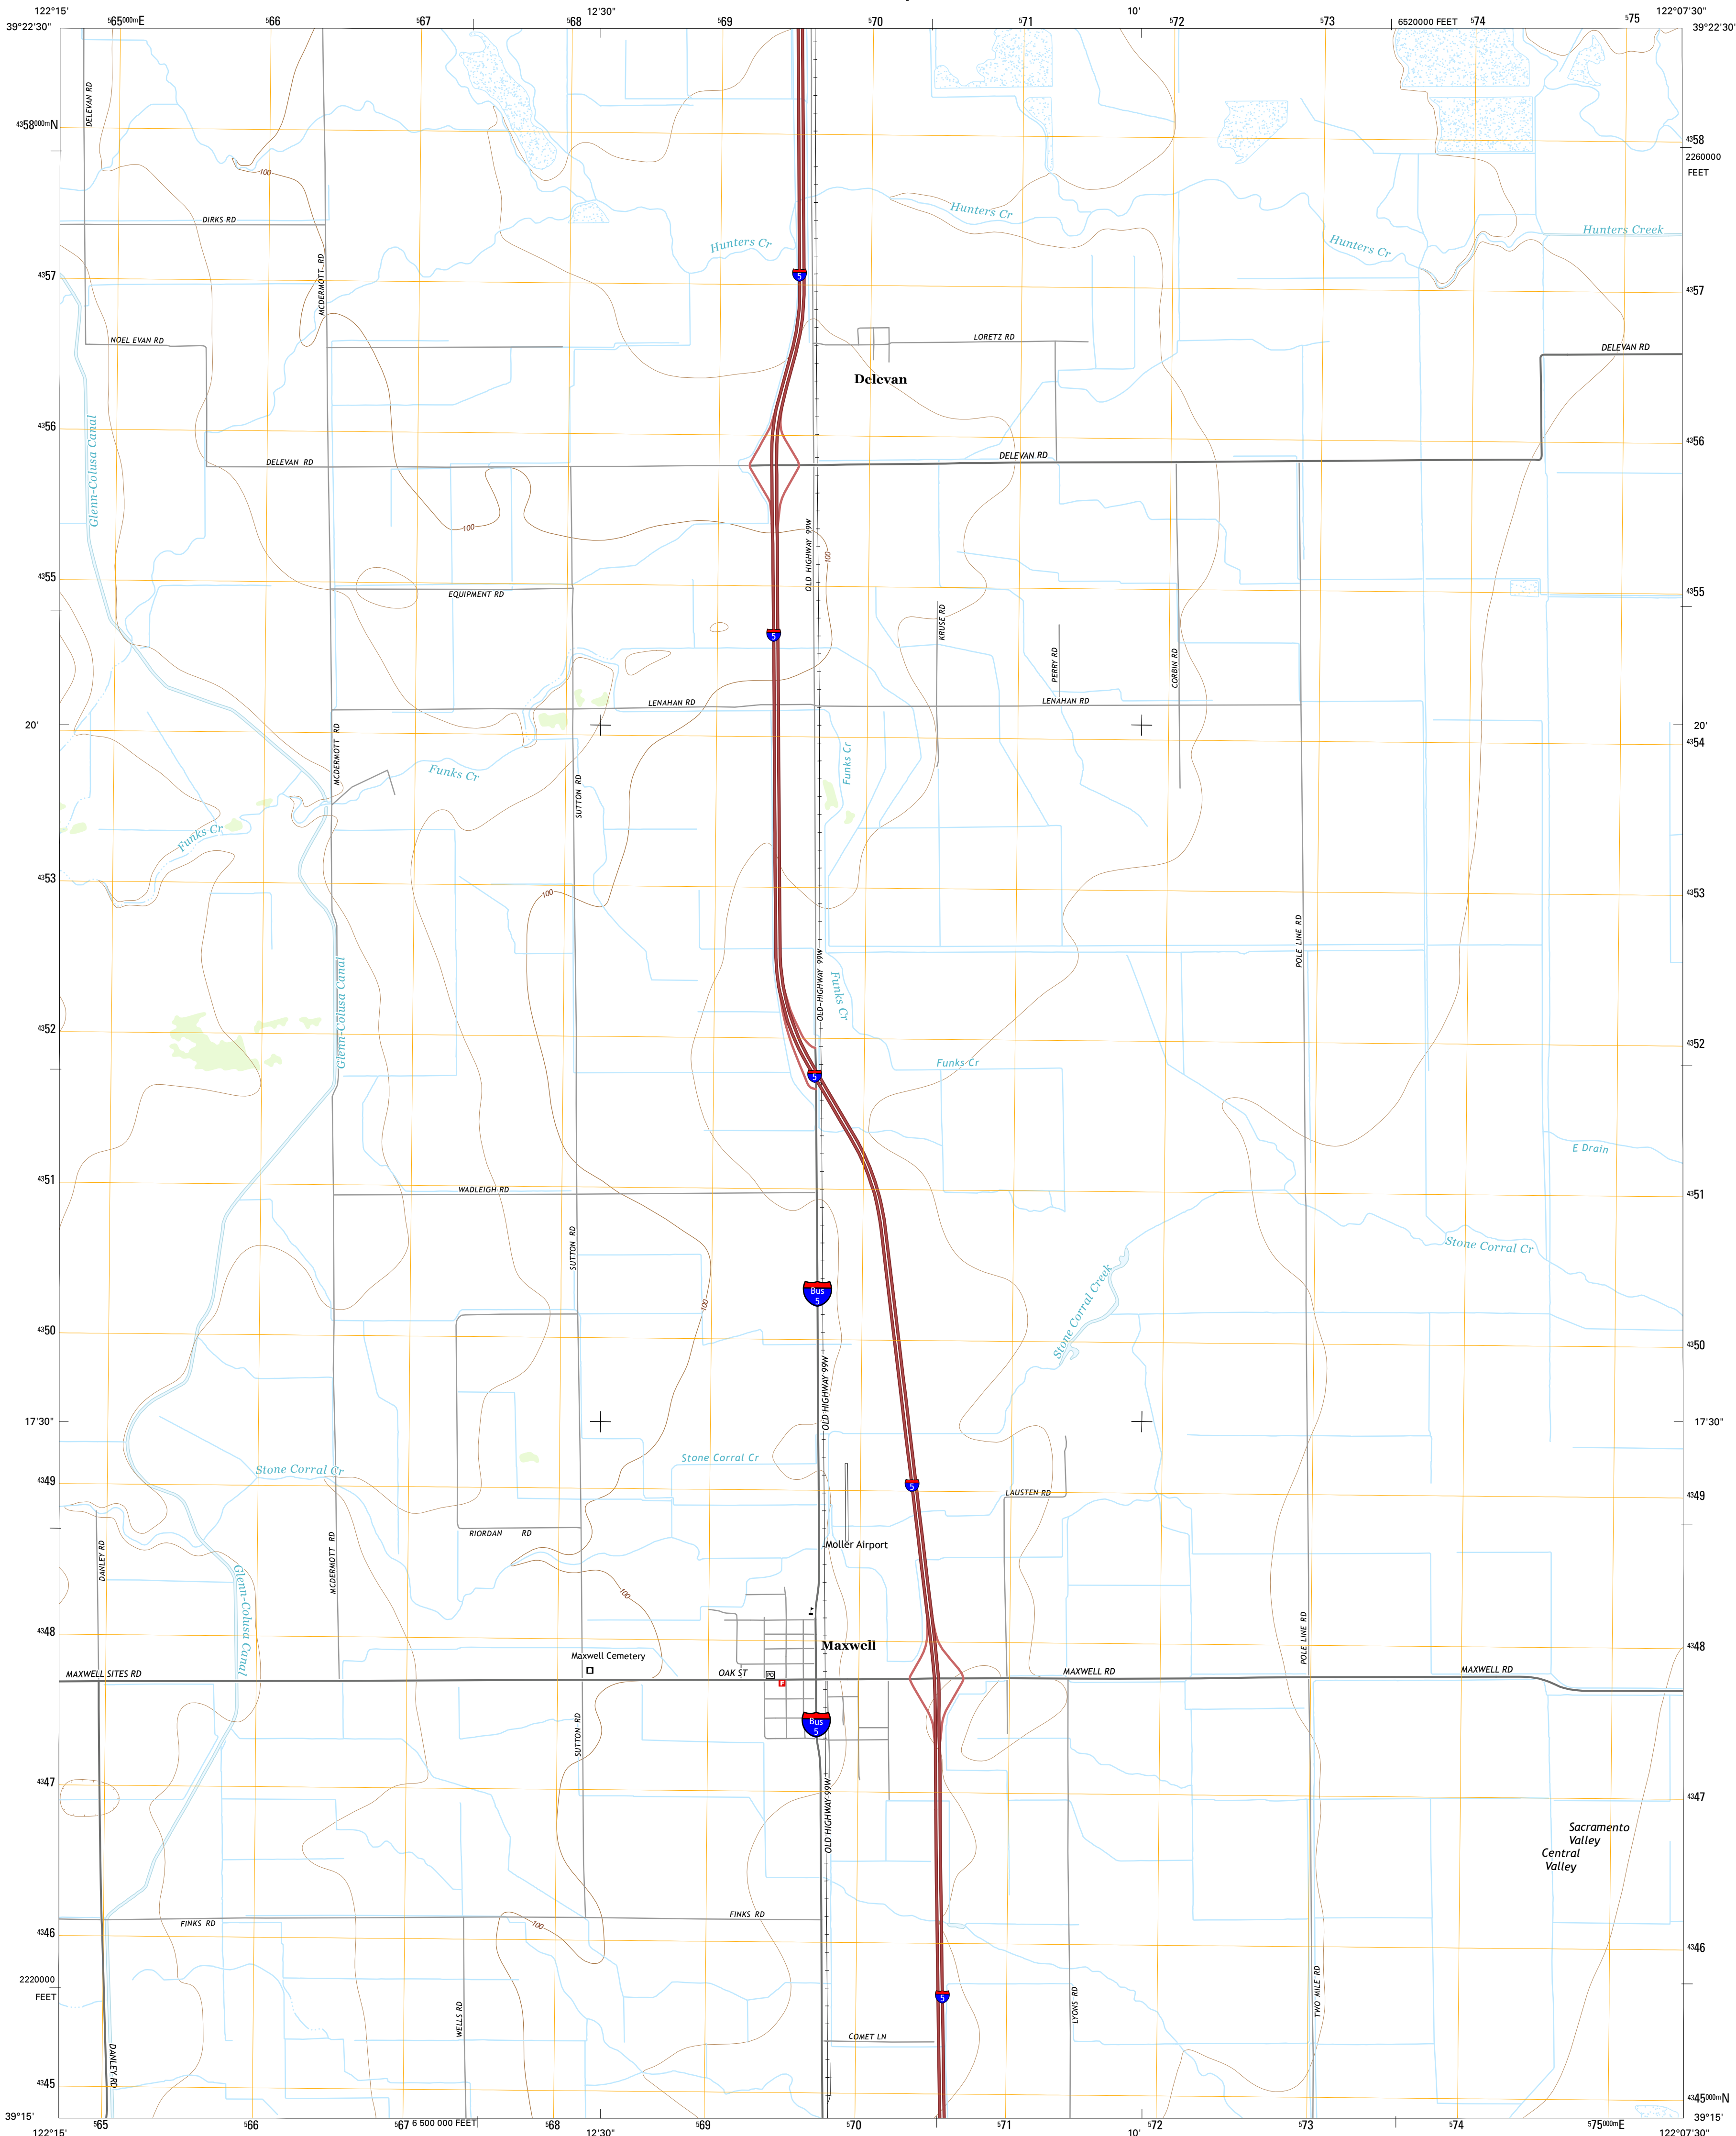 122°15' ⁵65⁰⁰⁰ᵐE ⁵66 ⁵67 ⁵68 12'30" ⁵69 ⁵70 ⁵71 10' ⁵72 ⁵73 6520000 FEET ⁵74 ⁵75 122°07'30"
39°22'30" 39°22'30"
DELEVAN RD
⁴³58⁰⁰⁰ᵐN
⁴³58
2260000
FEET
100
DIRKS RD
Hunters Cr
Hunters Cr
Hunters Cr
Hunters Creek
MCDERMOTT RD
⁴³57
5
⁴³57
NOEL EVAN RD
LORETZ RD
DELEVAN RD
Delevan
Glenn-Colusa Canal
⁴³56
⁴³56
DELEVAN RD
DELEVAN RD
100
OLD HIGHWAY 99W
100
⁴³55
⁴³55
EQUIPMENT RD
5
KRUSE RD
PERRY RD
CORBIN RD
LENAHAN RD
LENAHAN RD
20'
20'
⁴³54
MCDERMOTT RD
Funks Cr
Funks Cr
SUTTON RD
Funks Cr
⁴³53
100
⁴³53
POLE LINE RD
Glenn-Colusa Canal
OLD HIGHWAY 99W
Funks Cr
⁴³52
⁴³52
5
Funks Cr
E Drain
⁴³51
WADLEIGH RD
⁴³51
SUTTON RD
Stone Corral Cr
Bus
5
100
Stone Corral Creek
⁴³50
⁴³50
OLD HIGHWAY 99W
17'30"
17'30"
Stone Corral Cr
Stone Corral Cr
⁴³49
5
LAUSTEN RD
⁴³49
RIORDAN RD
Moller Airport
DANLEY RD
MCDERMOTT RD
Glenn-Colusa Canal
100
⁴³48
Maxwell
POLE LINE RD
⁴³48
Maxwell Cemetery
MAXWELL SITES RD
OAK ST
PO
F
MAXWELL RD
MAXWELL RD
Bus
5
SUTTON RD
⁴³47
OLD HIGHWAY 99W
⁴³47
Sacramento
Valley
Central
Valley
FINKS RD
FINKS RD
100
⁴³46
⁴³46
2220000
FEET
5
WELLS RD
LYONS RD
TWO MILE RD
COMET LN
DANLEY RD
⁴³45
⁴³45⁰⁰⁰ᵐN
39°15' 39°15'
⁵65 ⁵66 ⁵67 6 500 000 FEET ⁵68 ⁵69 ⁵70 ⁵71 ⁵72 ⁵73 ⁵74 ⁵75⁰⁰⁰ᵐE
122°15' 12'30" 10' 122°07'30"